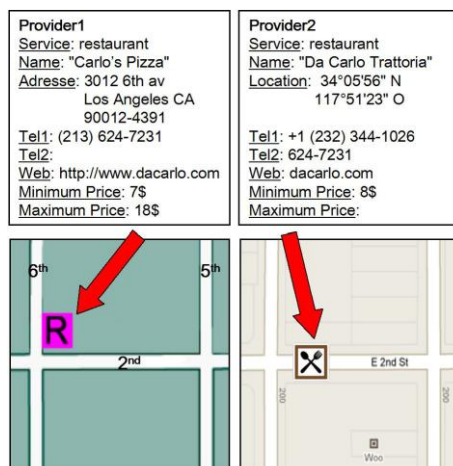 Provider1
Service: restaurant
Name: "Carlo's Pizza"
Adresse: 3012 6th av
Los Angeles CA
90012-4391
Tel1: (213) 624-7231
Tel2:
Web: http://www.dacarlo.com
Minimum Price: 7$
Maximum Price: 18$
Provider2
Service: restaurant
Name: "Da Carlo Trattoria"
Location: 34°05'56" N
117°51'23" O
Tel1: +1 (232) 344-1026
Tel2: 624-7231
Web: dacarlo.com
Minimum Price: 8$
Maximum Price:
6th
5th
R
2nd
E 2nd St
200
200
Woo